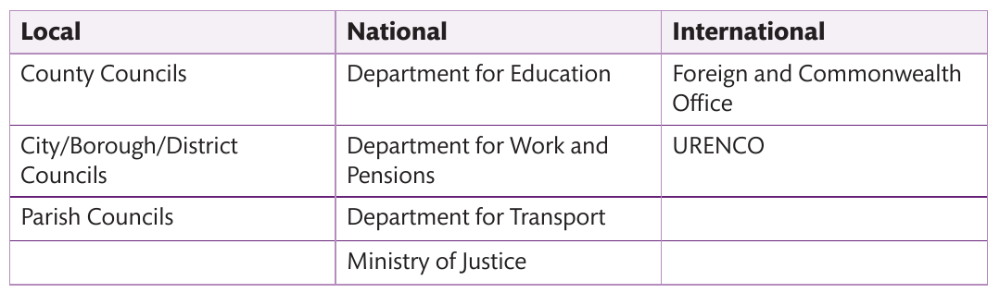 Local National International
County Councils Department for Education Foreign and Commonwealth
Office
City/Borough/District Department for Work and URENCO
Councils Pensions
Parish Councils Department for Transport
Ministry of Justice